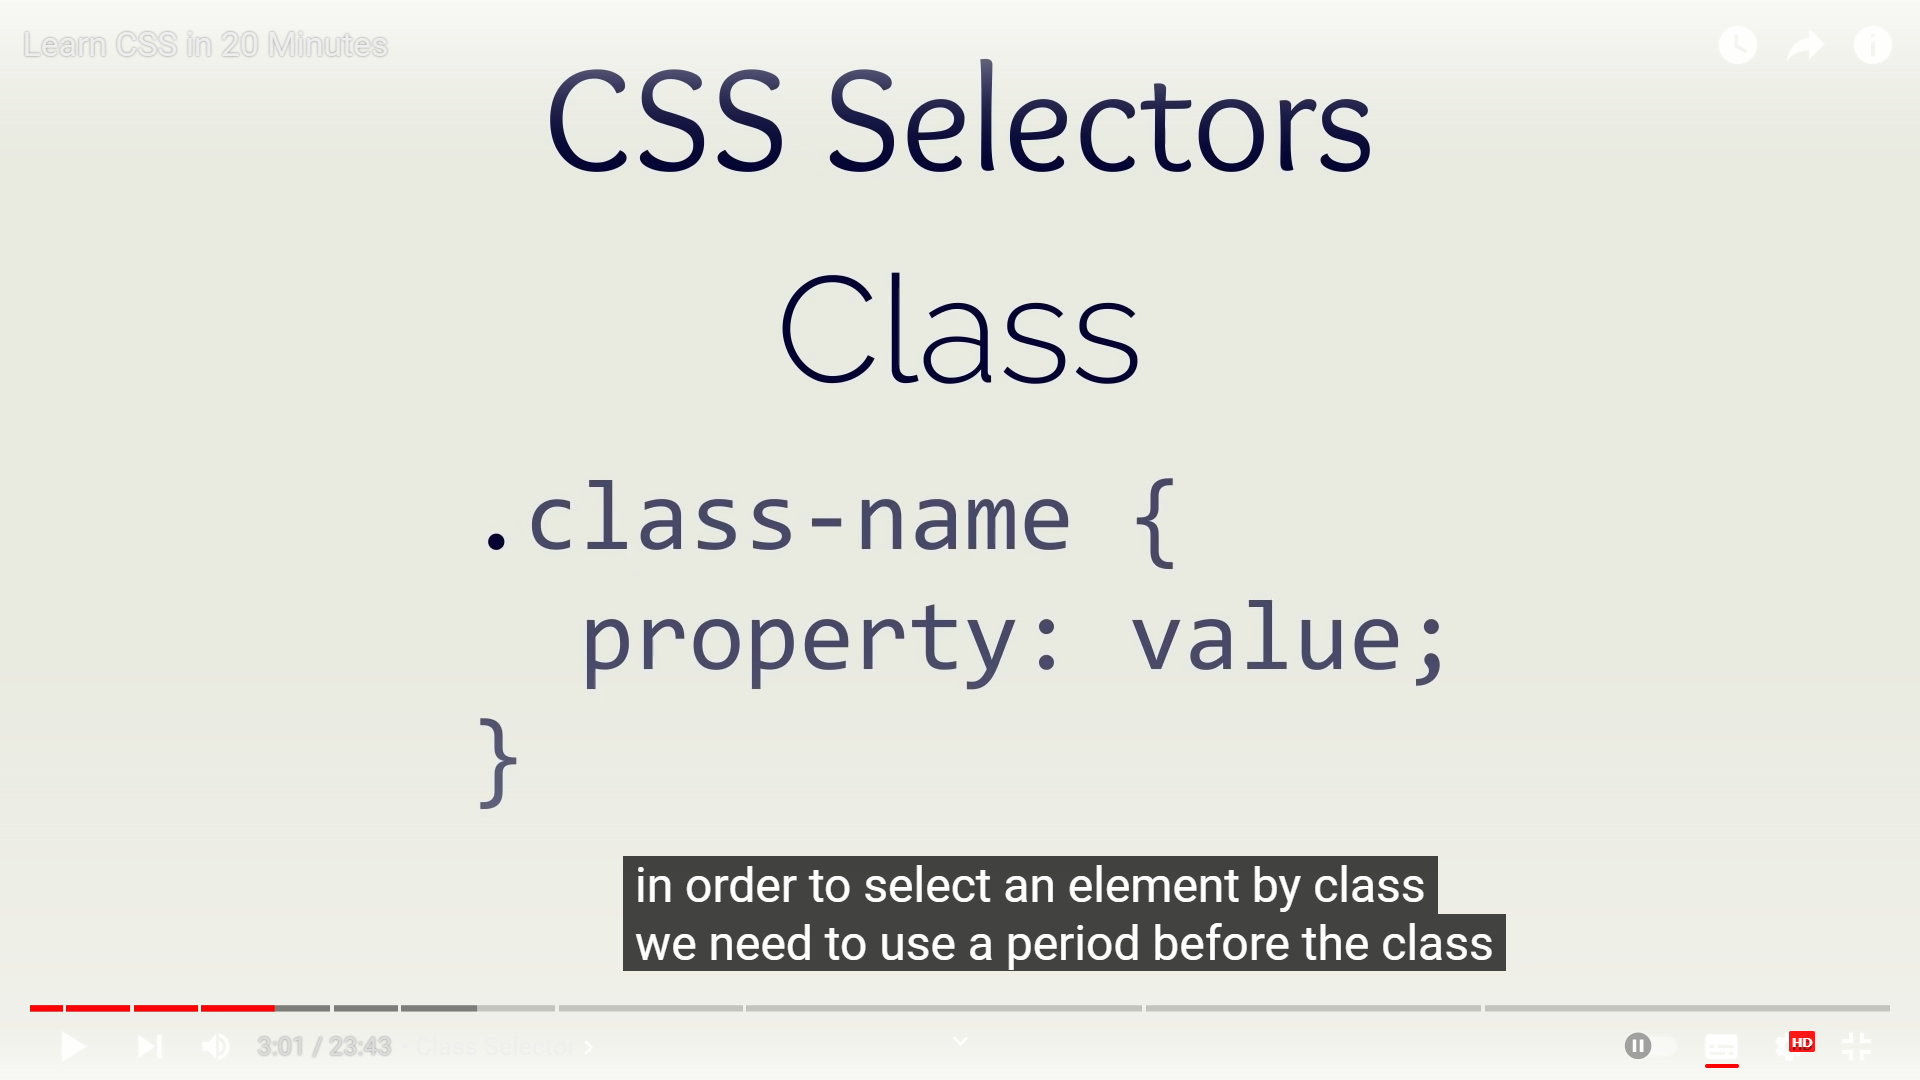 Learn CSS in 20 Minutes
CSS Selectors
Class
.class-name {
property: value;
}
in order to select an element by class
we need to use a period before the class
3:01 / 23:43 • Class Selector
HD